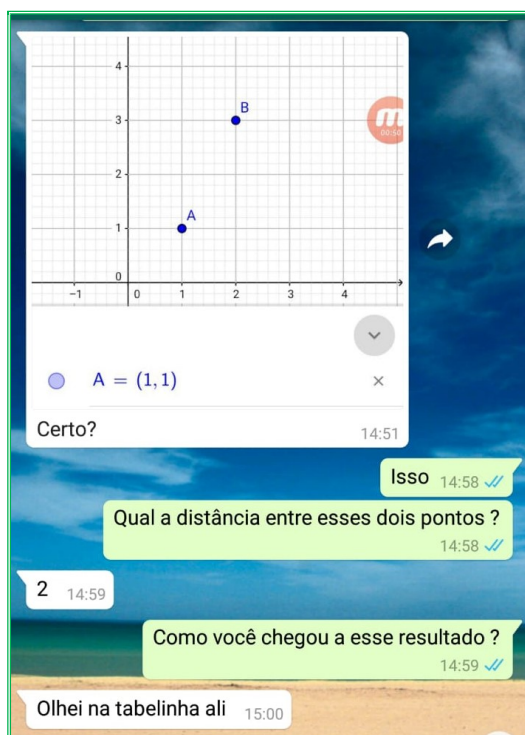 4
B
3
m
00:50
2
A
1
0
-1 0 1 2 3 4
A = (1,1) ×
Certo? 14:51
Isso 14:58
Qual a distância entre esses dois pontos ?
14:58
2 14:59
Como você chegou a esse resultado ?
14:59
Olhei na tabelinha ali 15:00